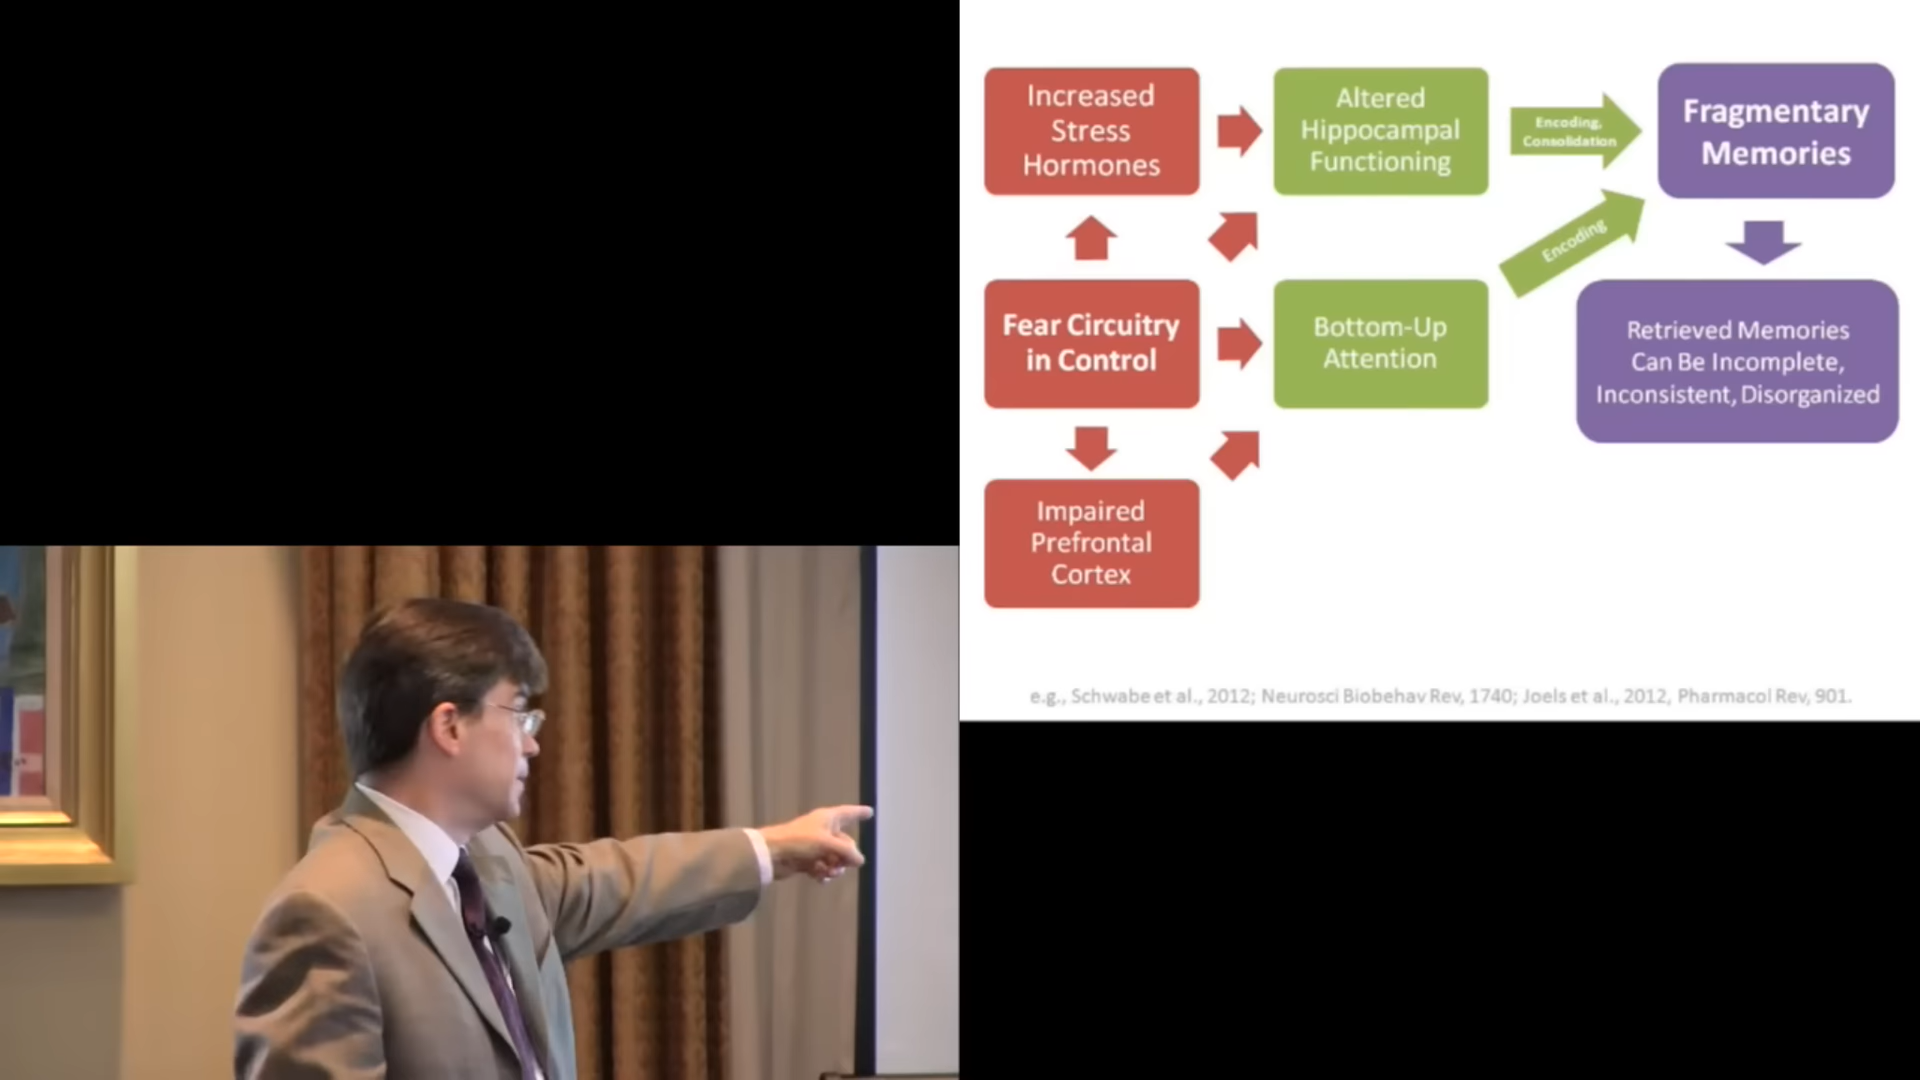 Increased
Stress
Hormones
Altered
Hippocampal
Functioning
Encoding,
Consolidation
Fragmentary
Memories
Encoding
Fear Circuitry
in Control
Bottom-Up
Attention
Retrieved Memories
Can Be Incomplete,
Inconsistent, Disorganized
Impaired
Prefrontal
Cortex
e.g., Schwabe et al., 2012; Neurosci Biobehav Rev, 1740; Joels et al., 2012, Pharmacol Rev, 901.